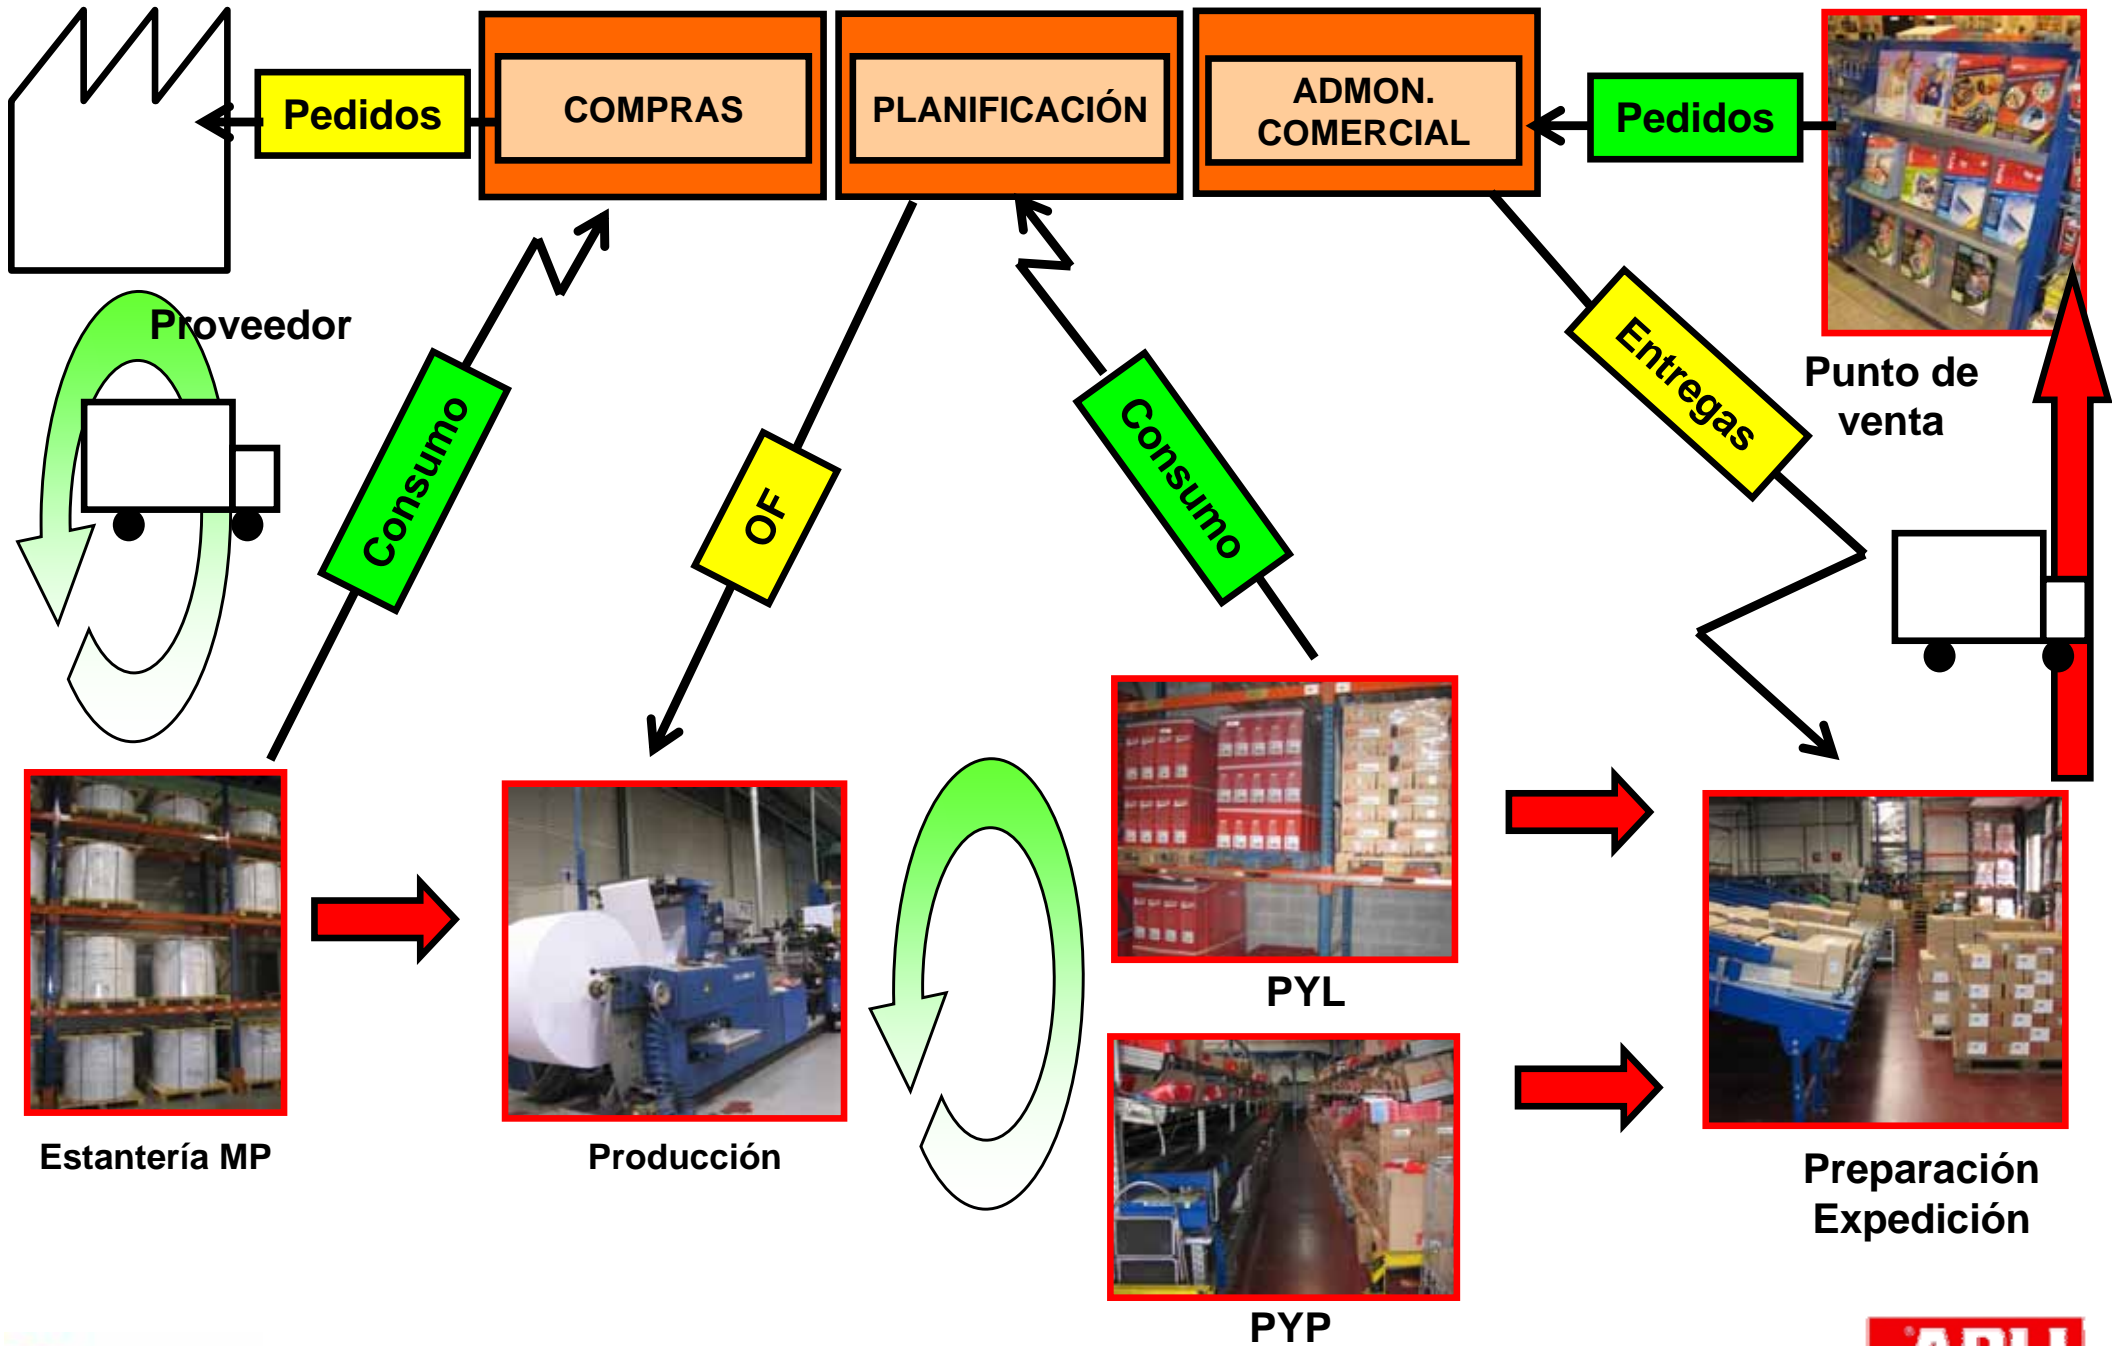 Pedidos
COMPRAS
PLANIFICACIÓN
ADMON.
COMERCIAL
Pedidos
Proveedor
Consumo
OF
Consumo
Entregas
Punto de
venta
PYL
Estantería MP
Producción
Preparación
Expedición
PYP